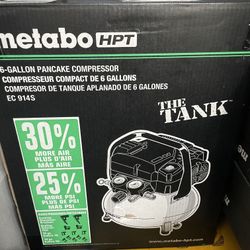 metabo HPT
6-GALLON PANCAKE COMPRESSOR
COMPRESSEUR COMPACT DE 6 GALLONS
COMPRESOR DE TANQUE APLANADO DE 6 GALONES
EC 914S
THE
TANK
30%
MORE AIR
PLUS D'AIR
MÁS AIRE
25%
MORE PSI
PLUS DE PSI
MÁS PSI
metabo
www.metabo-hpt.com